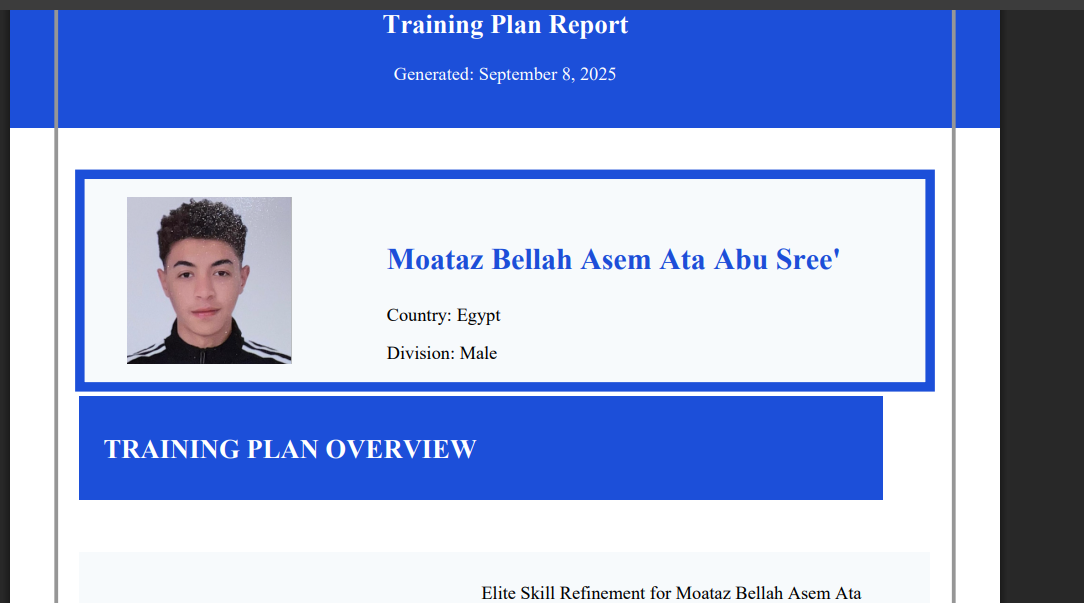 Training Plan Report
Generated: September 8, 2025
Moataz Bellah Asem Ata Abu Sree'
Country: Egypt
Division: Male
TRAINING PLAN OVERVIEW
Elite Skill Refinement for Moataz Bellah Asem Ata